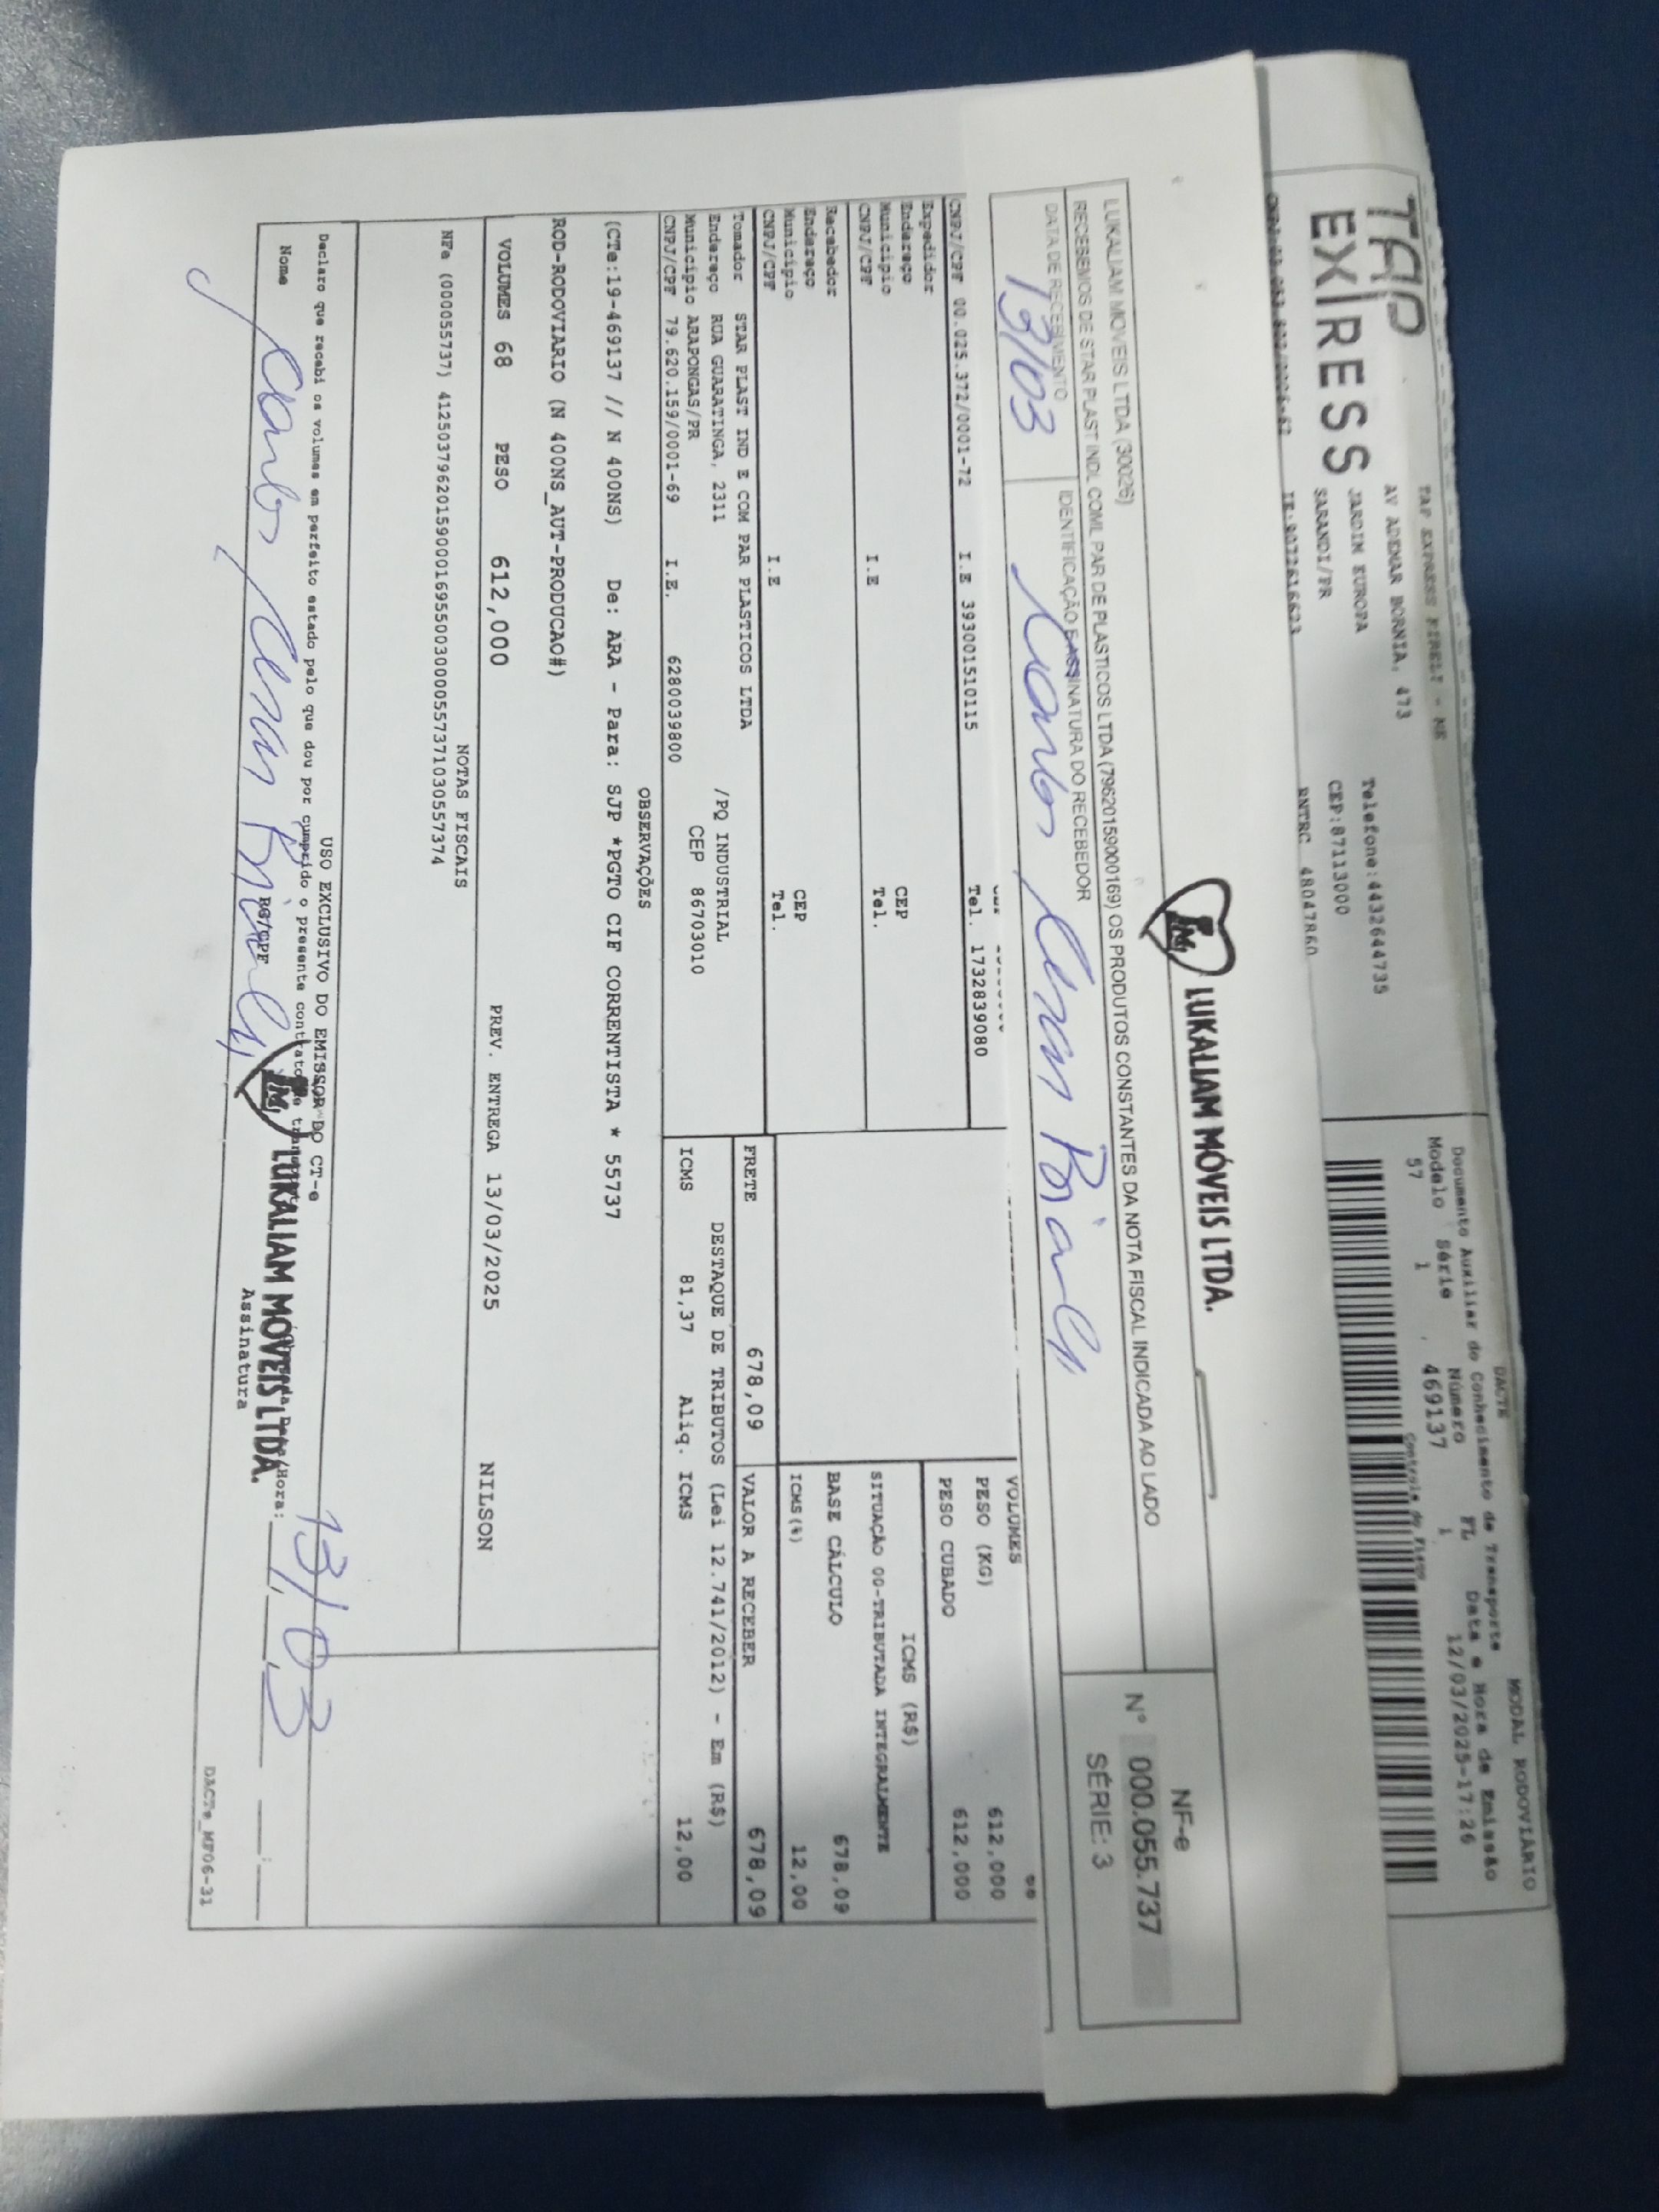 TAP
EXPRESS
TAP EXPRESS
AV ADEMAR BORNIA, 473
JARDIM EUROPA
SARANDI/PR
Telefone:4432644735
CEP:87113000
RNTRC 48047860
DACTE
Documento Auxiliar do Conhecimento de Transporte
MODAL RODOVIÁRIO
Modelo Série Número FL Data e Hora de Emissão
57 1 469137 1 12/03/2025-17:26
Controle do Fisco
LUKALIAM MÓVEIS LTDA.
LUKALIAM MOVEIS LTDA (30026)
RECEBEMOS DE STAR PLAST INDL COML PAR DE PLASTICOS LTDA (79620159000169) OS PRODUTOS CONSTANTES DA NOTA FISCAL INDICADA AO LADO
DATA DE RECEBIMENTO
13/03
IDENTIFICAÇÃO E ASSINATURA DO RECEBEDOR
NF-e
N° 000.055.737
SÉRIE: 3
CNPJ/CPF 00.025.372/0001-72 I.E 393001510115 Tel. 1732839080
Expedidor
Endereço CEP
Município Tel.
CNPJ/CPF I.E
Recebedor
Endereço CEP
Município Tel.
CNPJ/CPF I.E
VOLUMES
PESO (KG) 612,000
PESO CUBADO 612,000
ICMS (R$)
SITUAÇÃO 00-TRIBUTADA INTEGRALMENTE
BASE CÁLCULO 678,09
ICMS(%) 12,00
Tomador STAR PLAST IND E COM PAR PLASTICOS LTDA
Endereço RUA GUARATINGA, 2311 /PQ INDUSTRIAL
Município ARAPONGAS/PR CEP 86703010
CNPJ/CPF 79.620.159/0001-69 I.E. 6280039800
FRETE 678,09 VALOR A RECEBER 678,09
DESTAQUE DE TRIBUTOS (Lei 12.741/2012) - Em (R$)
ICMS 81,37 Aliq. ICMS 12,00
OBSERVAÇÕES
(CTe:19-469137 // N 400NS) De: ARA - Para: SJP *PGTO CIF CORRENTISTA * 55737
ROD-RODOVIARIO (N 400NS_AUT-PRODUCAO#)
VOLUMES 68 PESO 612,000 PREV. ENTREGA 13/03/2025 NILSON
NOTAS FISCAIS
NFe (000055737) 41250379620159000169550030000557371030557374
USO EXCLUSIVO DO EMISSOR DO CT-e
Declaro que recebi os volumes em perfeito estado pelo que dou por cumprido o presente contrato de
Nome RG/CPF
LUKALIAM MÓVEIS LTDA.
Assinatura
/Hora:
13/03
DACTe_MF06-31